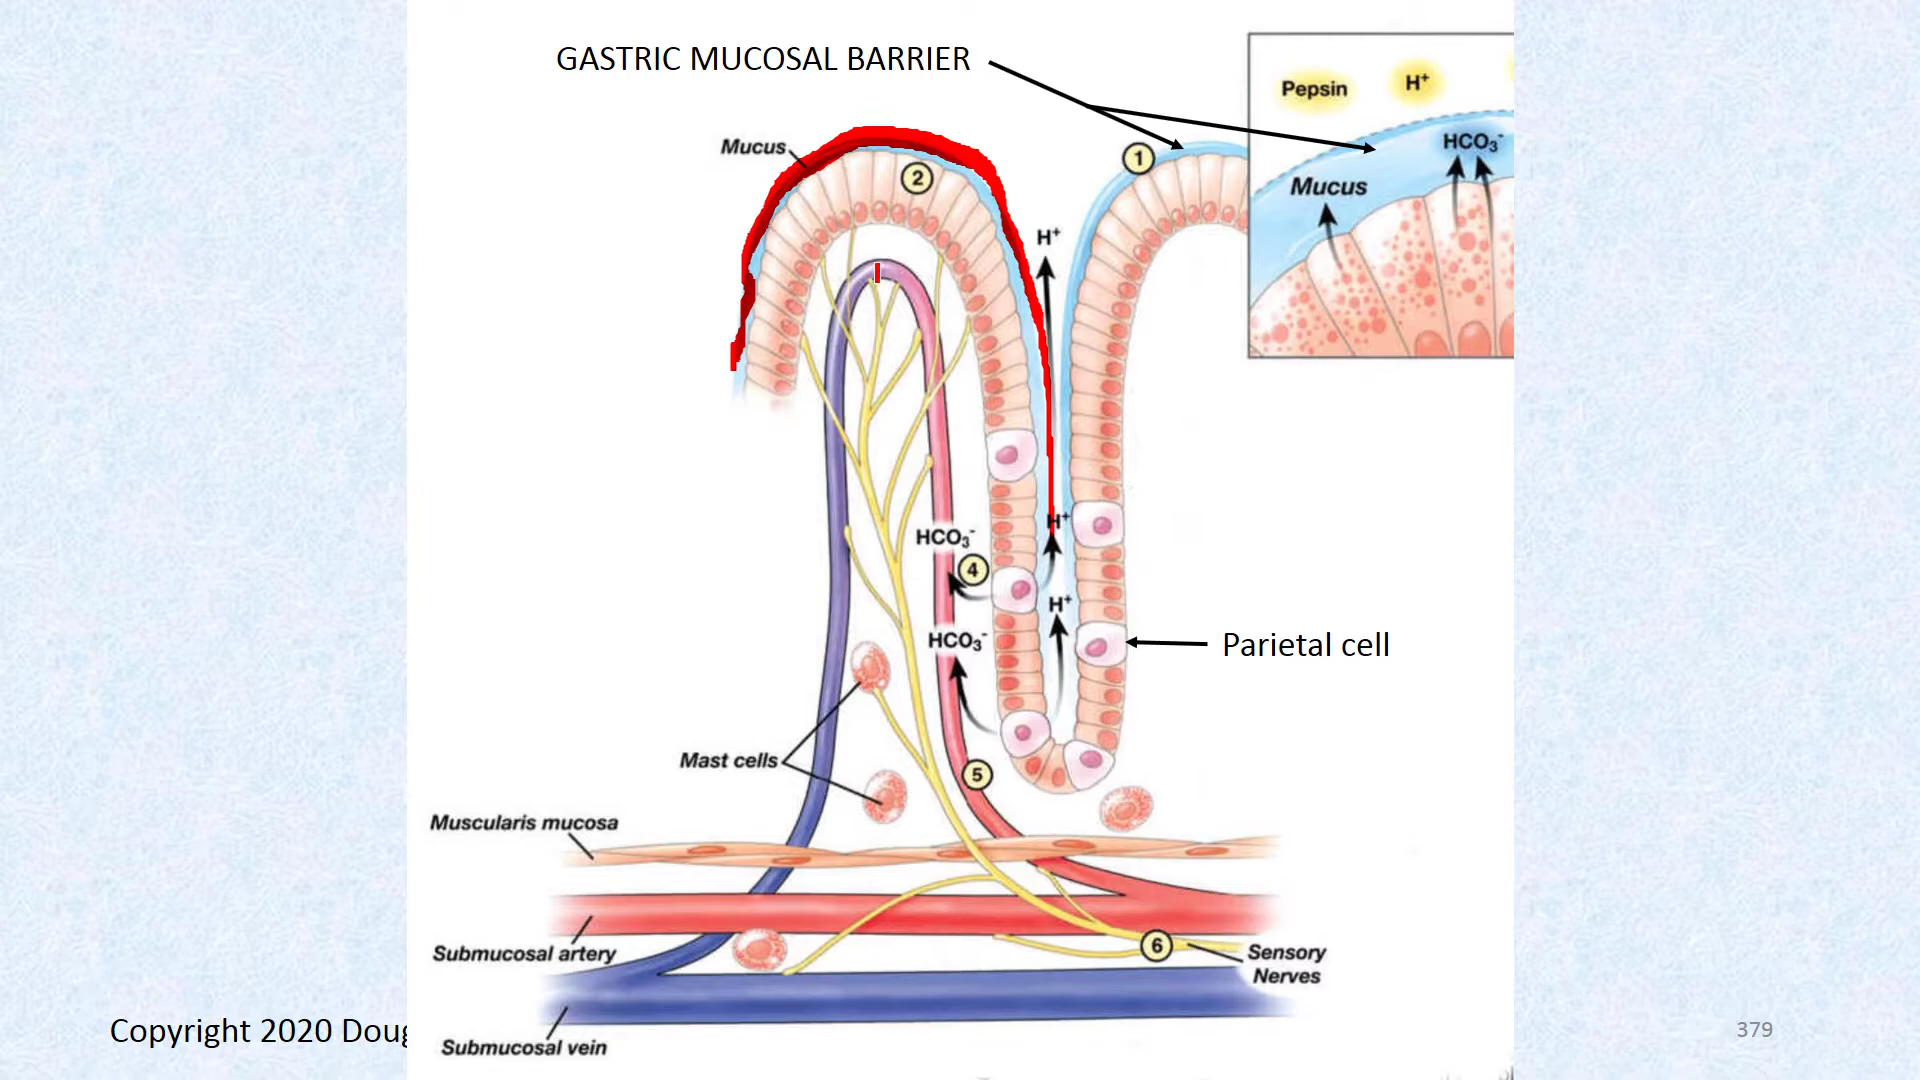 GASTRIC MUCOSAL BARRIER
Pepsin
H⁺
HCO₃⁻
Mucus
Mucus
1
2
H⁺
H⁺
HCO₃⁻
4
H⁺
HCO₃⁻
Parietal cell
Mast cells
5
Muscularis mucosa
Submucosal artery
6
Sensory
Nerves
Copyright 2020 Doug
379
Submucosal vein